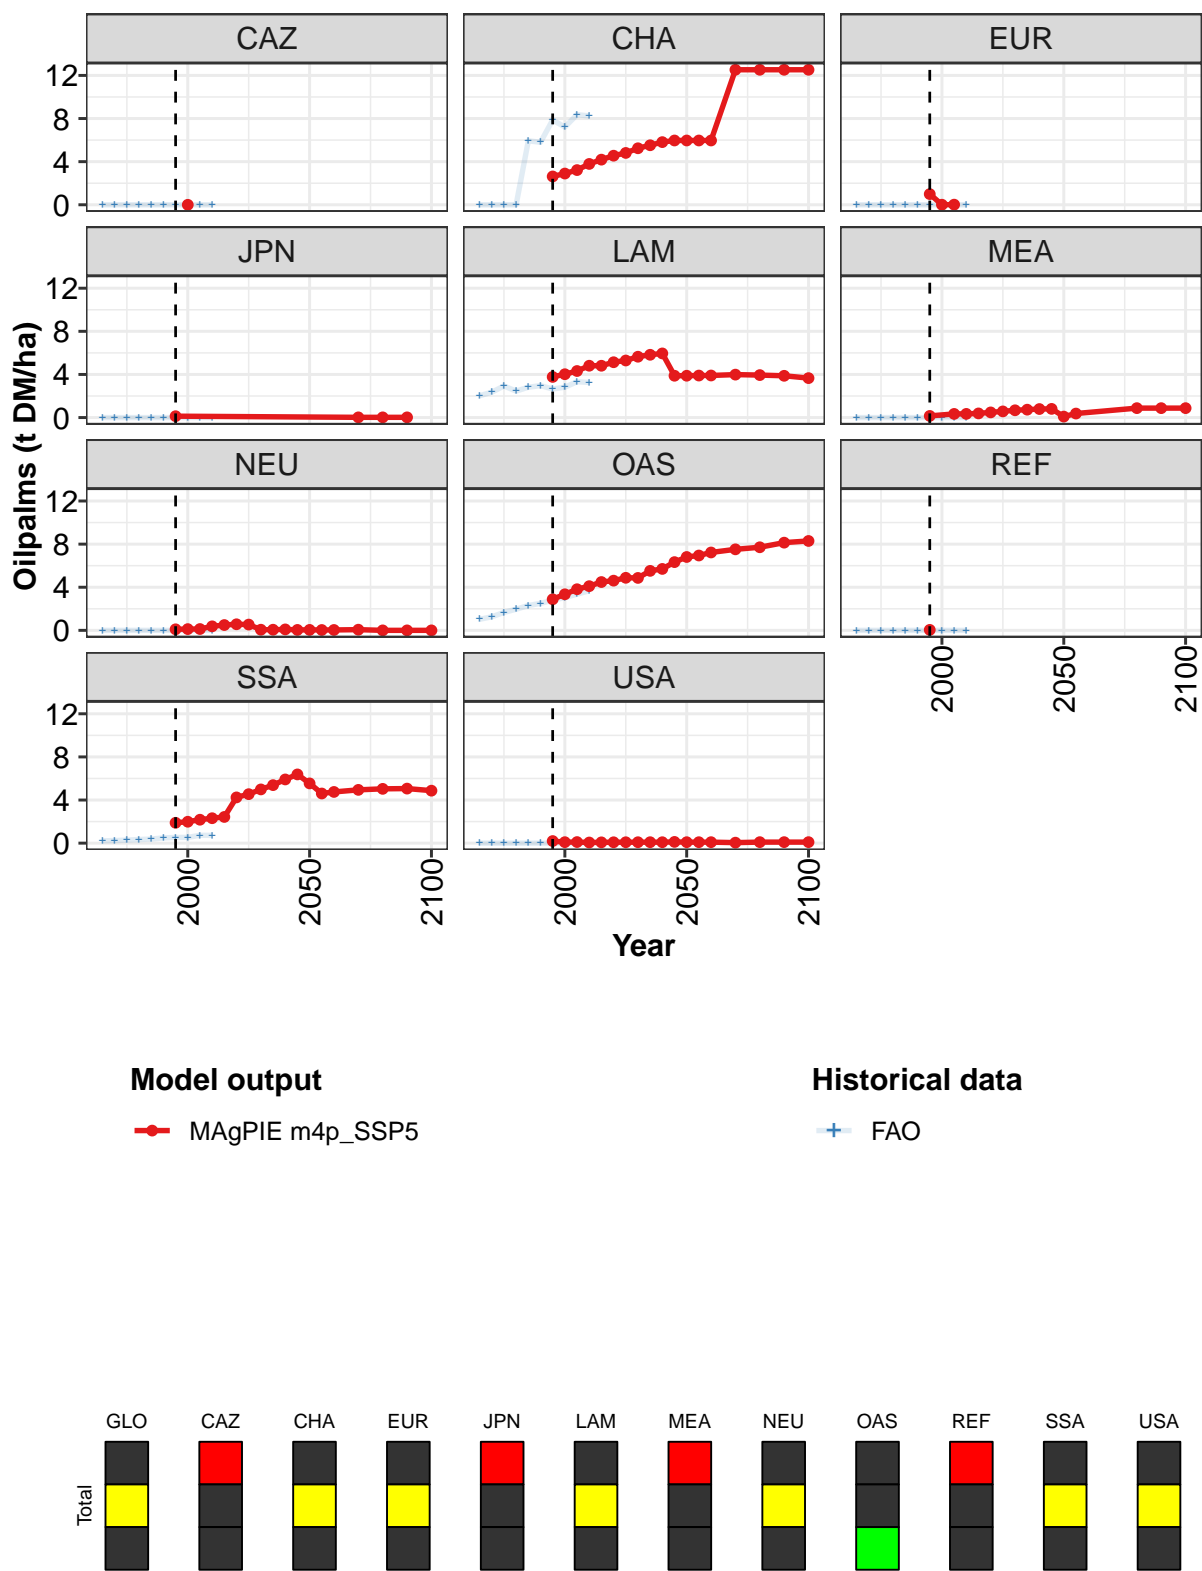 CAZ CHA EUR
12
8
4
0
JPN LAM MEA
12
8
4
0
NEU OAS REF
12
8
4
0
2000 2050 2100
SSA USA
12
8
4
0
2000 2050 2100 2000 2050 2100
Oilpalms (t DM/ha)
Year
Model output Historical data
MAgPIE m4p_SSP5 FAO
GLO CAZ CHA EUR JPN LAM MEA NEU OAS REF SSA USA
Total